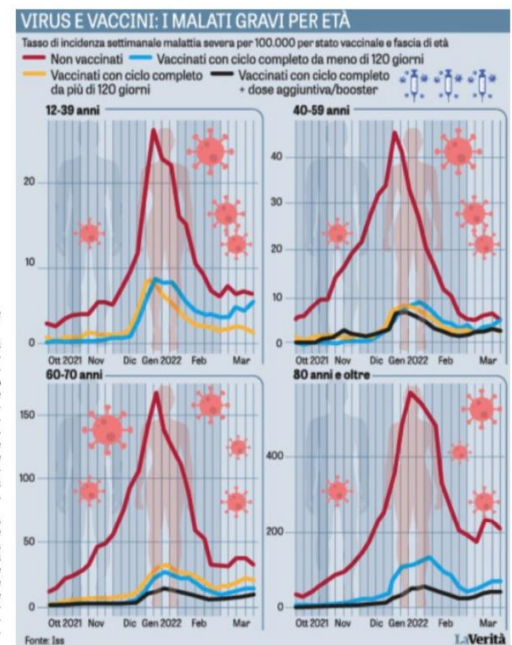 VIRUS E VACCINI: I MALATI GRAVI PER ETÀ
Tasso di incidenza settimanale malattia severa per 100.000 per stato vaccinale e fascia di età
Non vaccinati
Vaccinati con ciclo completo da meno di 120 giorni
Vaccinati con ciclo completo
da più di 120 giorni
Vaccinati con ciclo completo
+ dose aggiuntiva/booster
12-39 anni
20
10
0
Ott 2021 Nov Dic Gen 2022 Feb Mar
40-59 anni
40
30
20
10
0
Ott 2021 Nov Dic Gen 2022 Feb Mar
60-70 anni
150
100
50
0
Ott 2021 Nov Dic Gen 2022 Feb Mar
80 anni e oltre
400
200
0
Ott 2021 Nov Dic Gen 2022 Feb Mar
Fonte: Iss
LaVerità